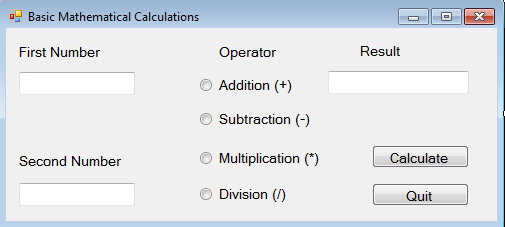 Basic Mathematical Calculations
First Number
Operator
Result
Addition (+)
Subtraction (-)
Second Number
Multiplication (*)
Calculate
Division (/)
Quit